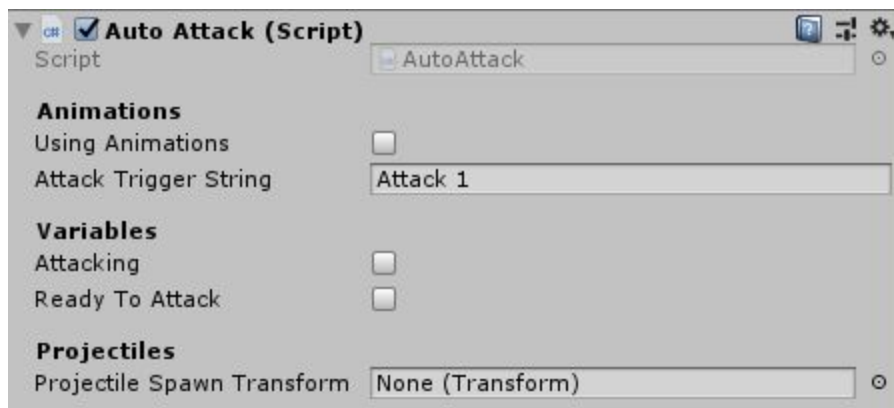 Auto Attack (Script)
Script AutoAttack
Animations
Using Animations
Attack Trigger String Attack 1
Variables
Attacking
Ready To Attack
Projectiles
Projectile Spawn Transform None (Transform)